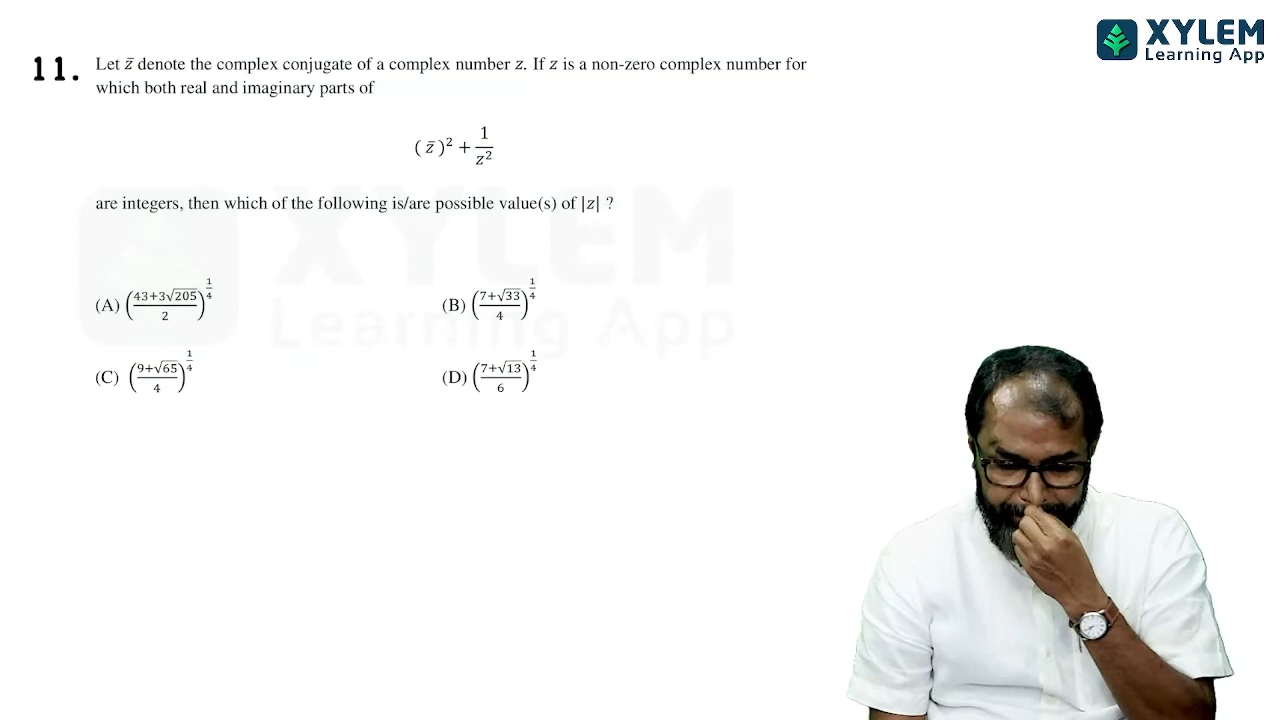 XYLEM
Learning App
11. Let z̄ denote the complex conjugate of a complex number z. If z is a non-zero complex number for
which both real and imaginary parts of
(z̄)² + 1/z²
are integers, then which of the following is/are possible value(s) of |z| ?
XYLEM
Learning App
(A) ((43+3√205)/2)^(1/4) (B) ((7+√33)/4)^(1/4)
(C) ((9+√65)/4)^(1/4) (D) ((7+√13)/6)^(1/4)